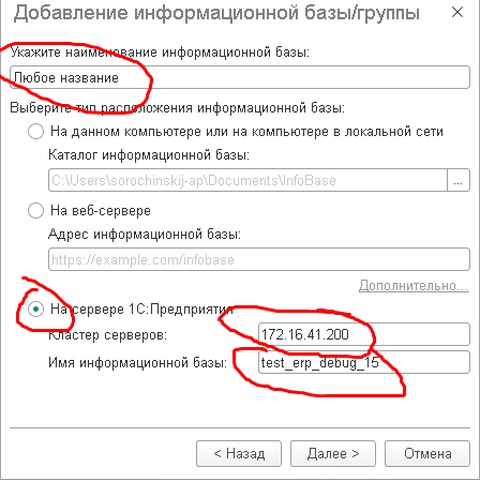 Добавление информационной базы/группы
Укажите наименование информационной базы:
Любое название
Выберите тип расположения информационной базы:
На данном компьютере или на компьютере в локальной сети
Каталог информационной базы:
C:\Users\sorochinskij-ap\Documents\InfoBase
...
На веб-сервере
Адрес информационной базы:
https://example.com/infobase
Дополнительно...
На сервере 1С:Предприятия
Кластер серверов:
172.16.41.200
Имя информационной базы:
test_erp_debug_15
< Назад
Далее >
Отмена